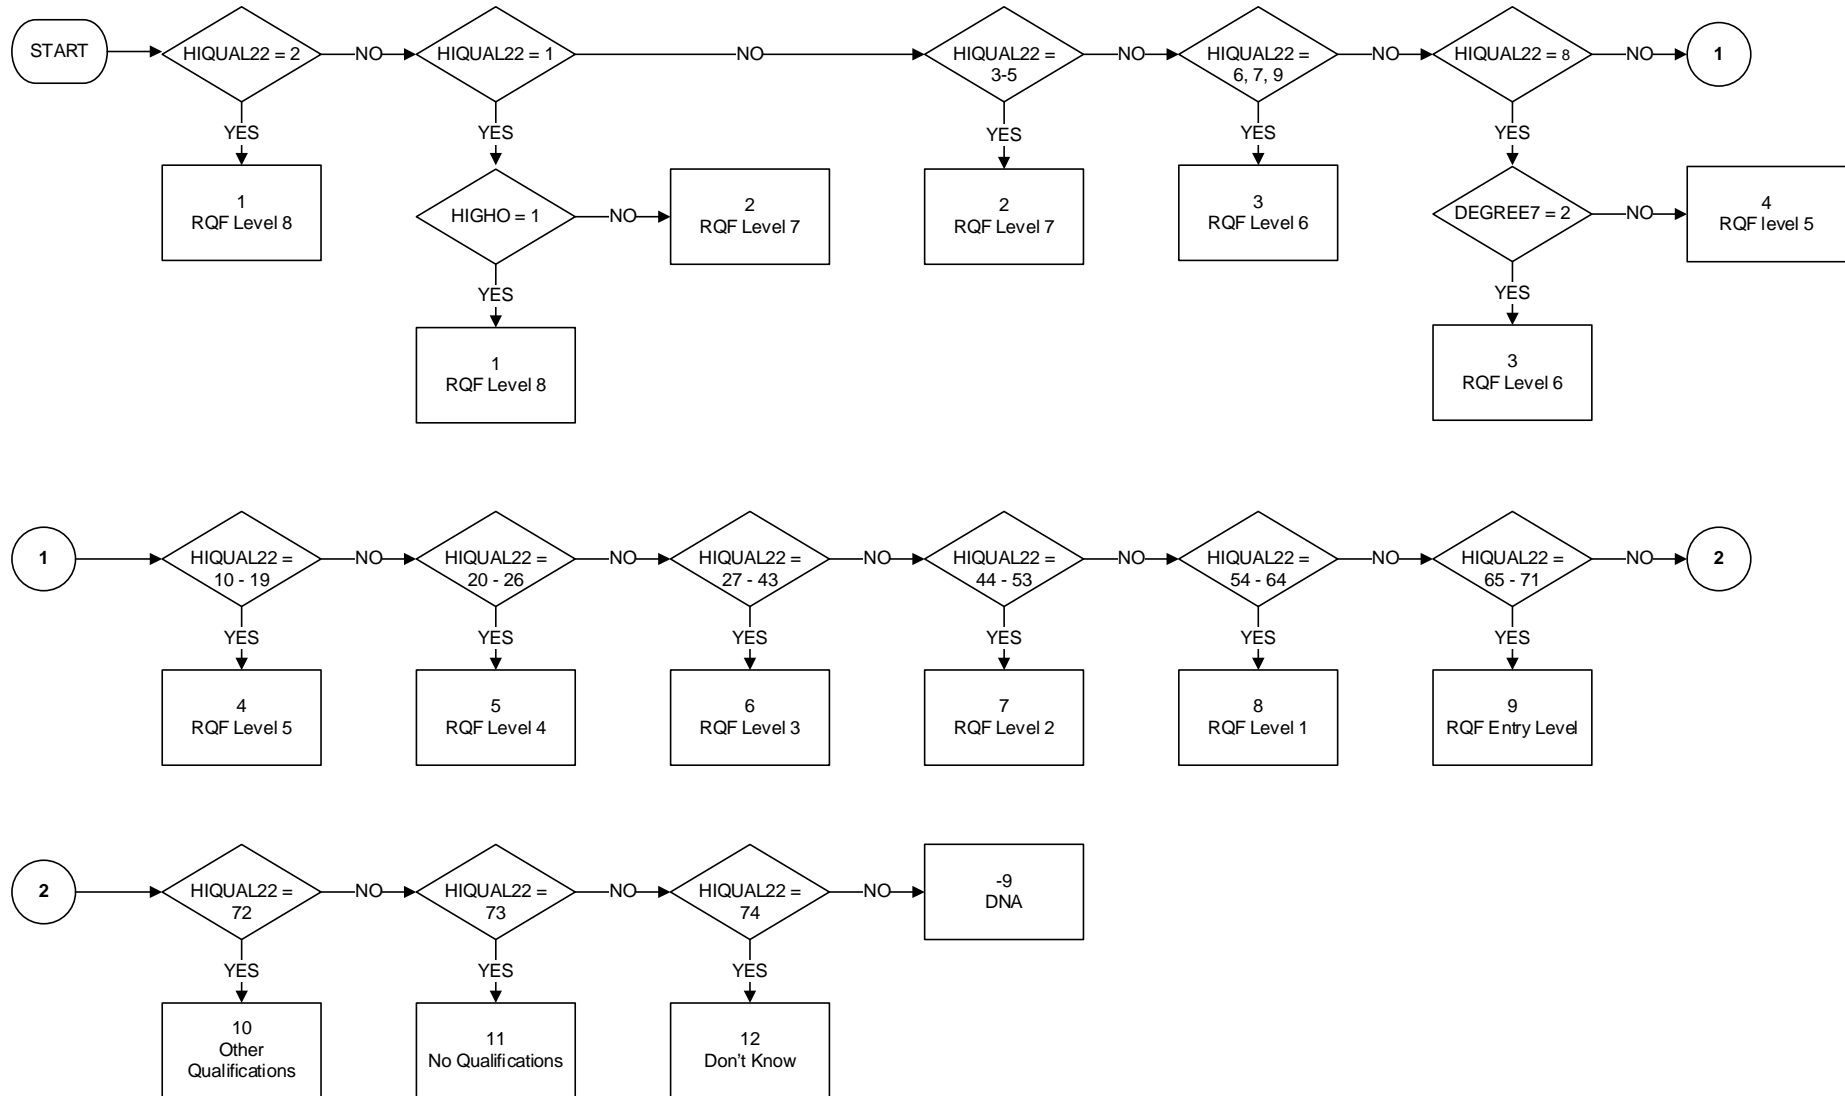 START
HIQUAL22 = 2
NO
HIQUAL22 = 1
NO
HIQUAL22 =
3-5
NO
HIQUAL22 =
6, 7, 9
NO
HIQUAL22 = 8
NO
1
YES
YES
YES
YES
YES
1
RQF Level 8
HIGHO = 1
NO
2
RQF Level 7
2
RQF Level 7
3
RQF Level 6
DEGREE7 = 2
NO
4
RQF level 5
YES
YES
1
RQF Level 8
3
RQF Level 6
1
HIQUAL22 =
10 - 19
NO
HIQUAL22 =
20 - 26
NO
HIQUAL22 =
27 - 43
NO
HIQUAL22 =
44 - 53
NO
HIQUAL22 =
54 - 64
NO
HIQUAL22 =
65 - 71
NO
2
YES
YES
YES
YES
YES
YES
4
RQF Level 5
5
RQF Level 4
6
RQF Level 3
7
RQF Level 2
8
RQF Level 1
9
RQF Entry Level
2
HIQUAL22 =
72
NO
HIQUAL22 =
73
NO
HIQUAL22 =
74
NO
-9
DNA
YES
YES
YES
10
Other
Qualifications
11
No Qualifications
12
Don't Know